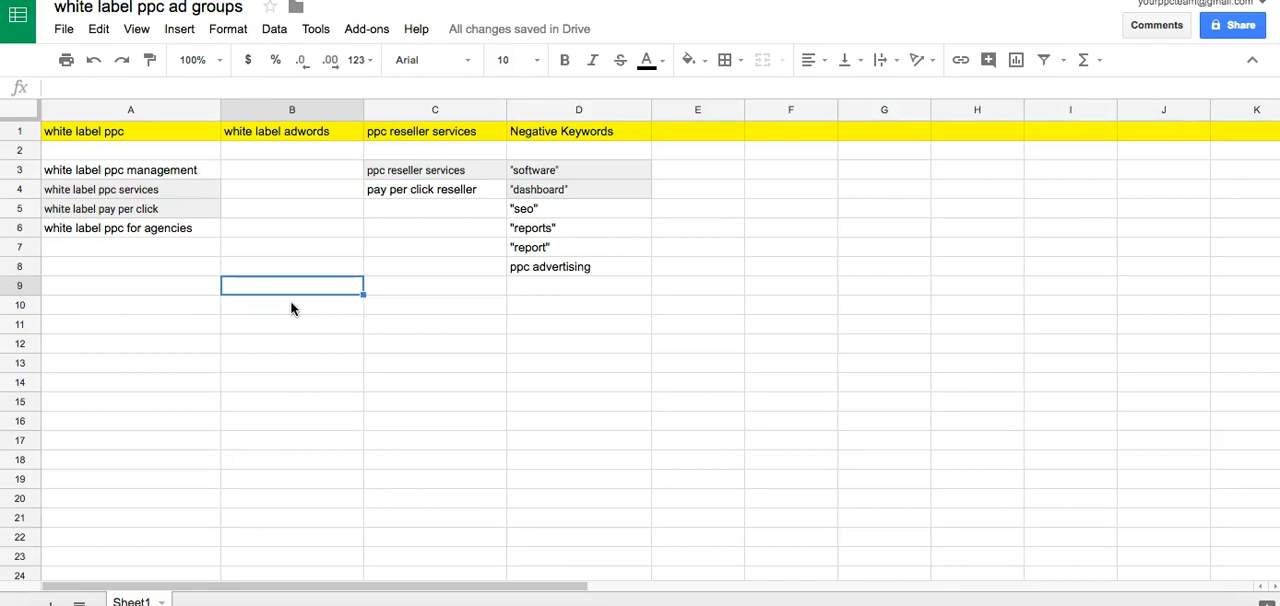 white label ppc ad groups
yourppcteam@gmail.com
File Edit View Insert Format Data Tools Add-ons Help All changes saved in Drive
Comments Share
100% $ % .0 .00 123 Arial 10 B I S A Σ
fx
A B C D E F G H I J K
1 white label ppc white label adwords ppc reseller services Negative Keywords
2
3 white label ppc management ppc reseller services "software"
4 white label ppc services pay per click reseller "dashboard"
5 white label pay per click "seo"
6 white label ppc for agencies "reports"
7 "report"
8 ppc advertising
9
10
11
12
13
14
15
16
17
18
19
20
21
22
23
24
Sheet1